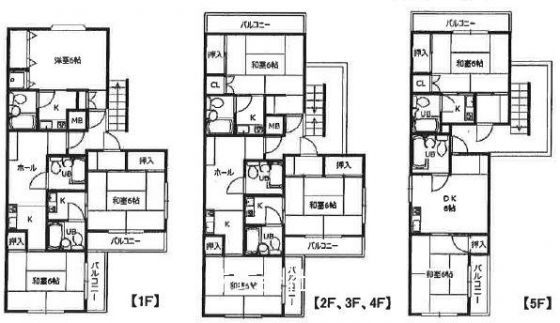 洋室6帖
K
MB
ホール
UB
押入
K
和室6帖
K
UB
バルコニー
押入
和室6帖
バルコニー
【1F】
バルコニー
押入
和室6帖
CL
K
MB
ホール
UB
押入
K
和室6帖
K
UB
バルコニー
押入
和室6帖
バルコニー
【2F、3F、4F】
バルコニー
押入
和室6帖
CL
K
UB
UB
DK
6帖
押入
和室6帖
バルコニー
【5F】